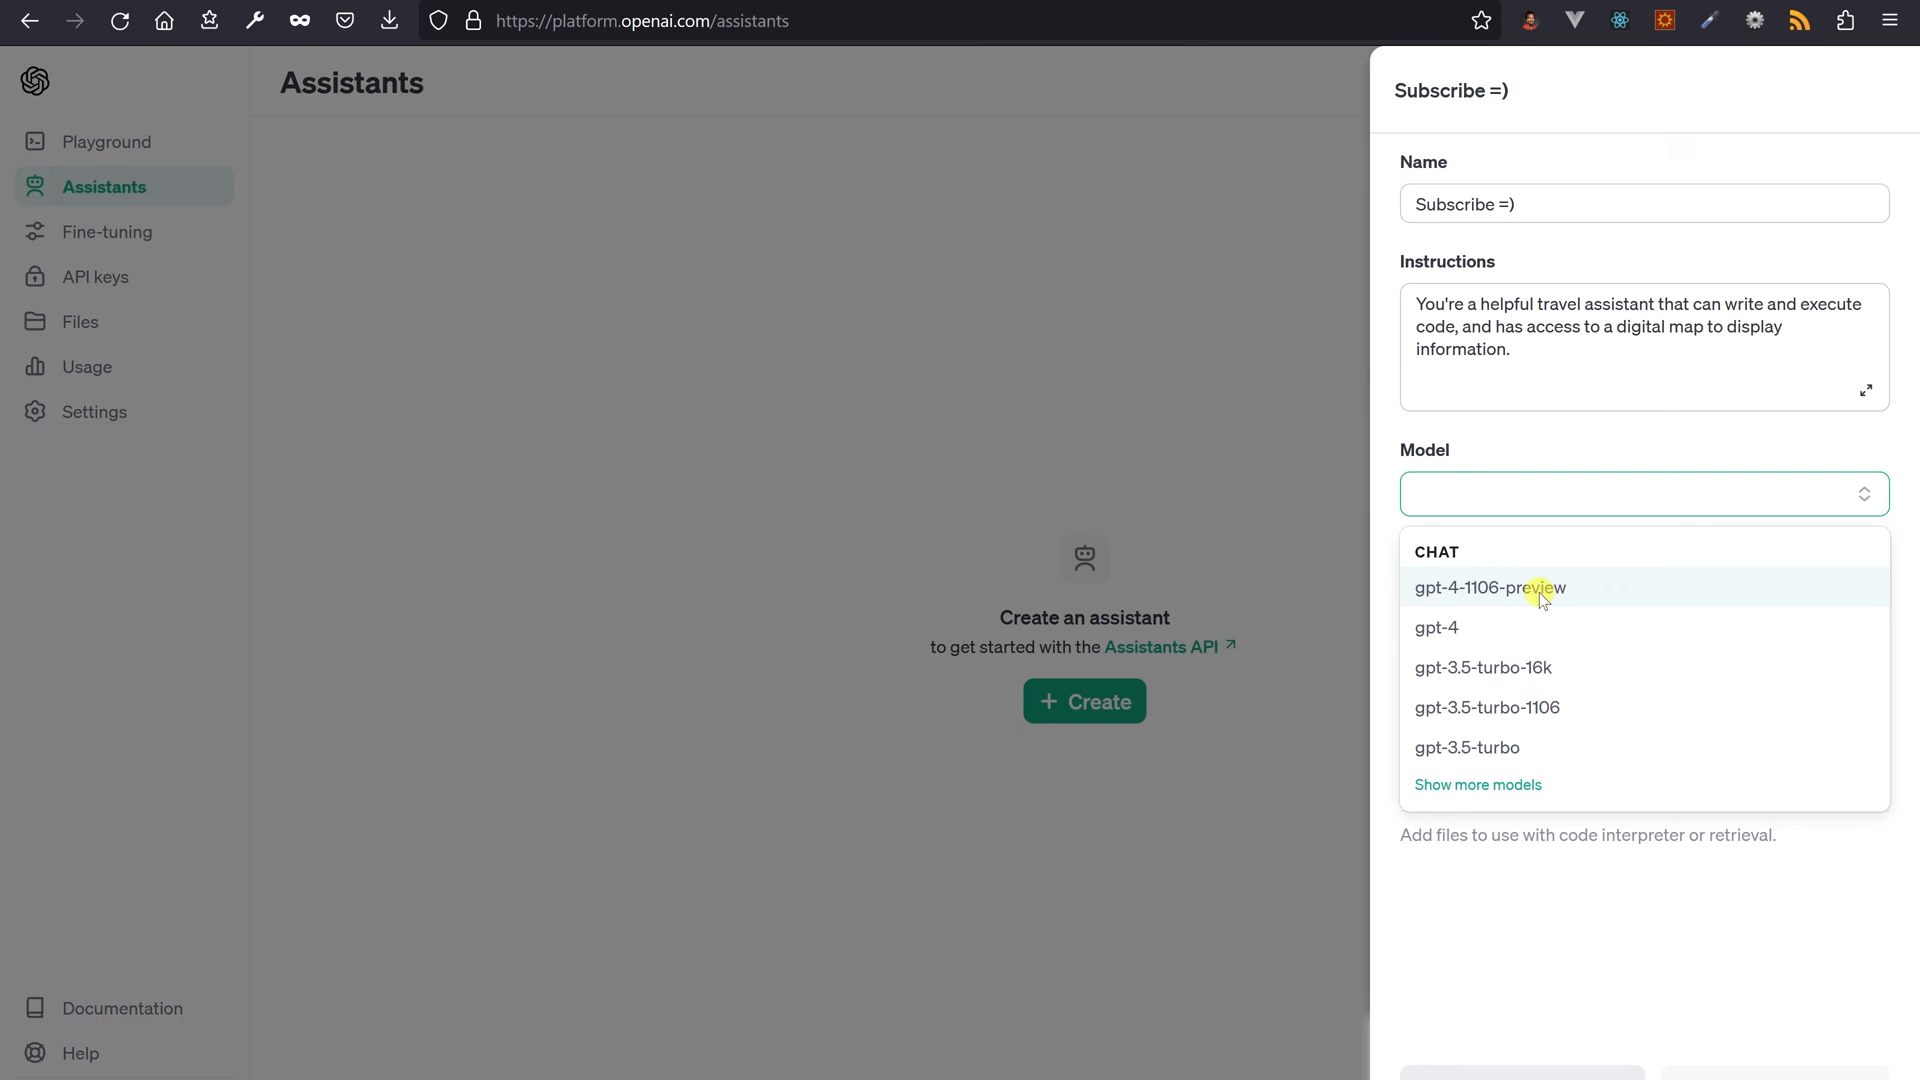 https://platform.openai.com/assistants
Playground
Assistants
Fine-tuning
API keys
Files
Usage
Settings
Documentation
Help
Assistants
Create an assistant
to get started with the Assistants API
+ Create
Subscribe =)
Name
Subscribe =)
Instructions
You're a helpful travel assistant that can write and execute
code, and has access to a digital map to display
information.
Model
CHAT
gpt-4-1106-preview
gpt-4
gpt-3.5-turbo-16k
gpt-3.5-turbo-1106
gpt-3.5-turbo
Show more models
Add files to use with code interpreter or retrieval.